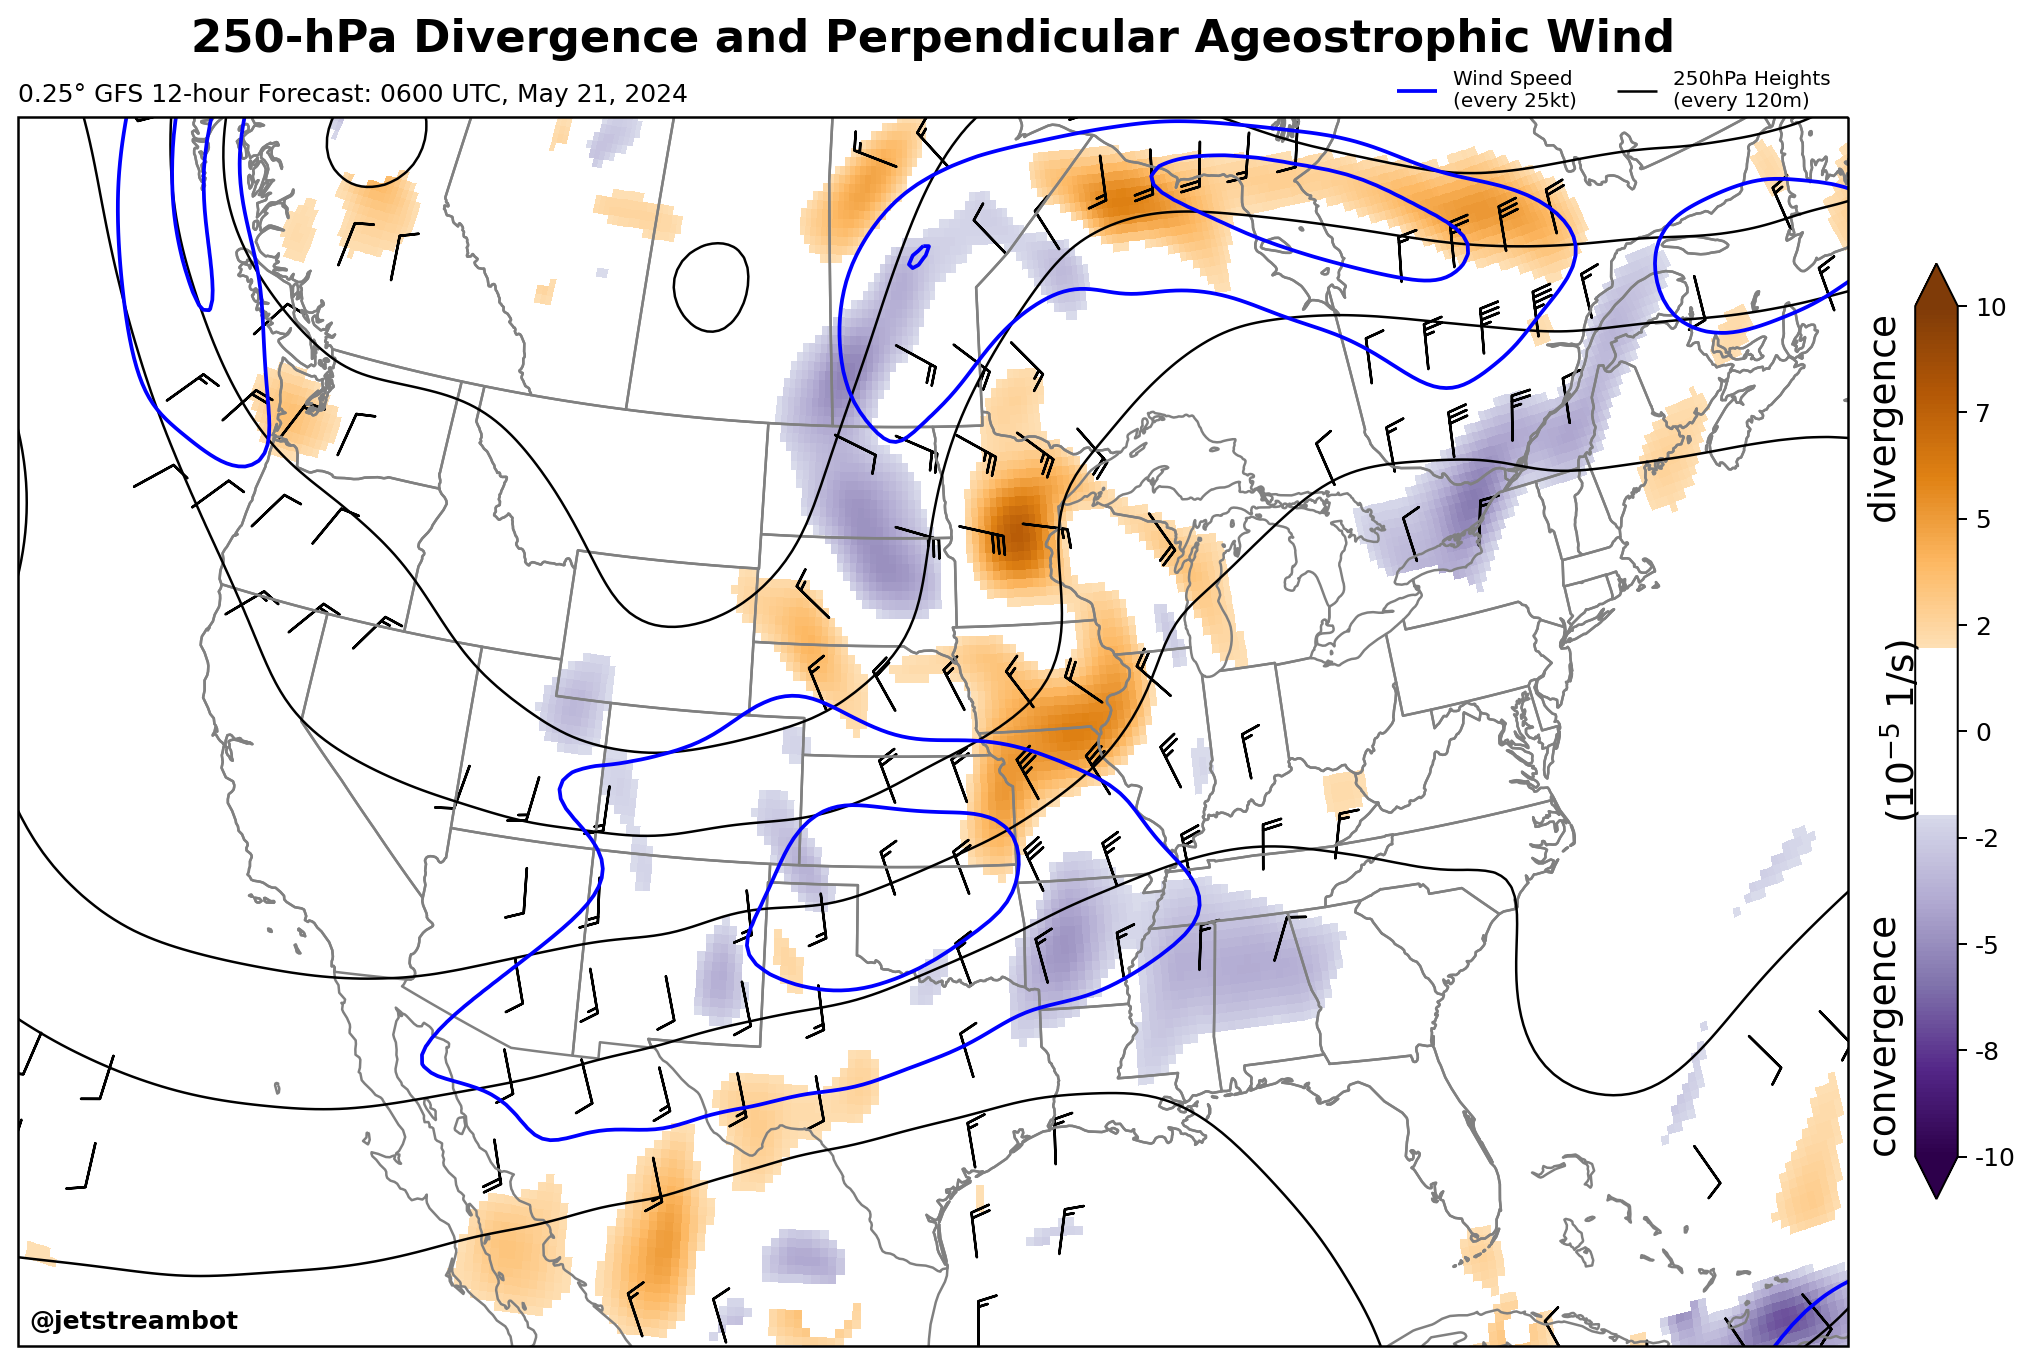 250-hPa Divergence and Perpendicular Ageostrophic Wind
0.25° GFS 12-hour Forecast: 0600 UTC, May 21, 2024
Wind Speed
(every 25kt)
250hPa Heights
(every 120m)
10
7
5
2
0
-2
-5
-8
-10
divergence
(10⁻⁵ 1/s)
convergence
@jetstreambot